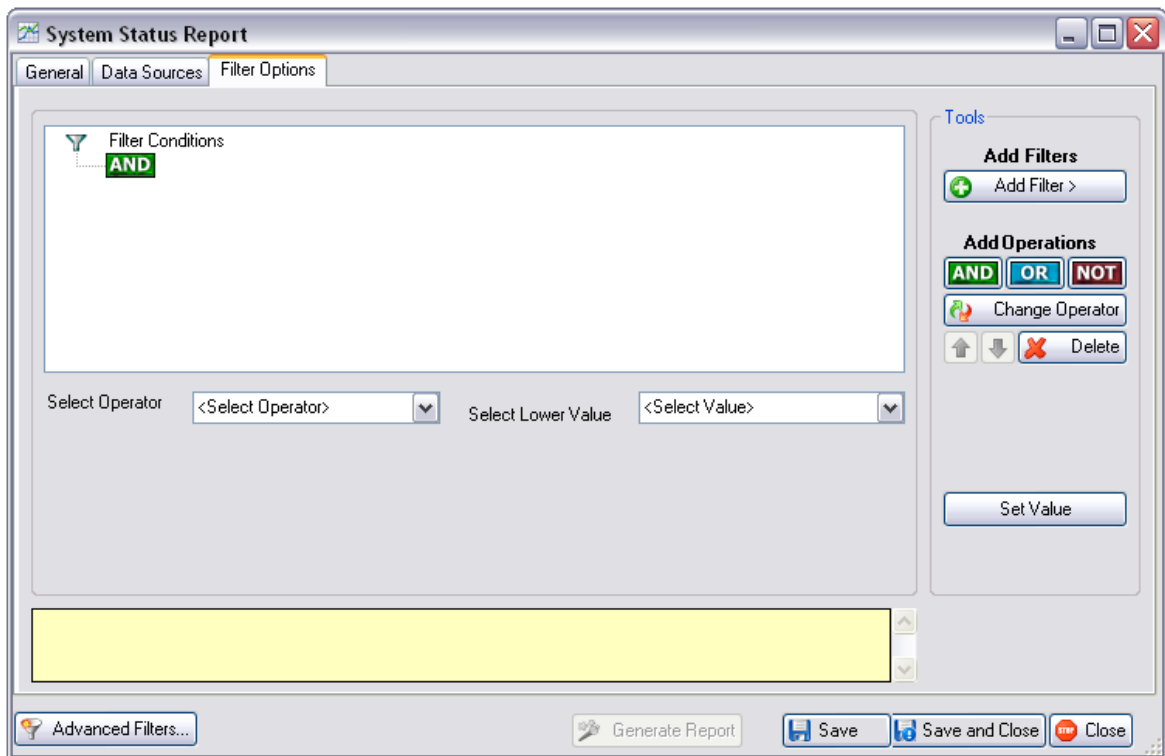 System Status Report
General
Data Sources
Filter Options
Filter Conditions
AND
Select Operator
<Select Operator>
Select Lower Value
<Select Value>
Tools
Add Filters
Add Filter >
Add Operations
AND
OR
NOT
Change Operator
Delete
Set Value
Advanced Filters...
Generate Report
Save
Save and Close
STOP
Close